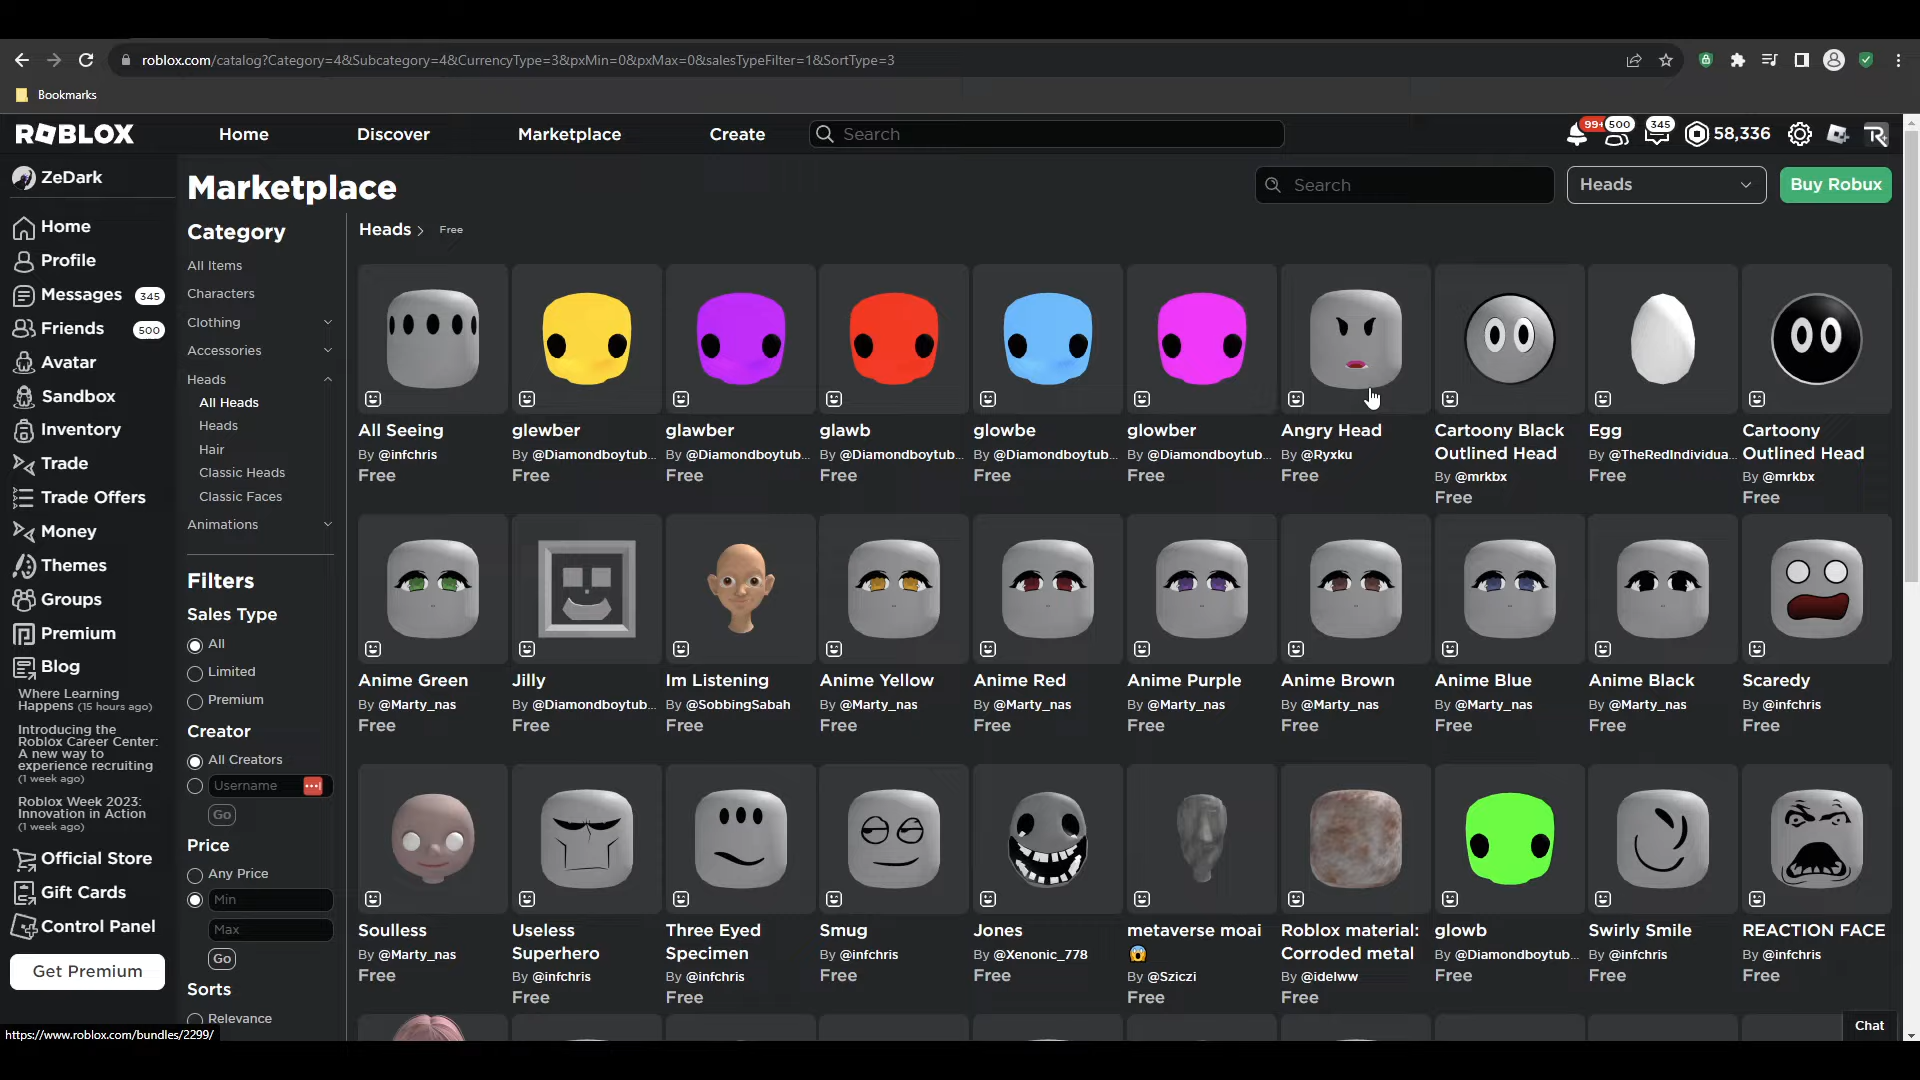 roblox.com/catalog?Category=4&Subcategory=4&CurrencyType=3&pxMin=0&pxMax=0&salesTypeFilter=1&SortType=3
Bookmarks
ROBLOX
Home
Discover
Marketplace
Create
Search
99+
500
345
58,336
ZeDark
Home
Profile
Messages 345
Friends 500
Avatar
Sandbox
Inventory
Trade
Trade Offers
Money
Themes
Groups
Premium
Blog
Where Learning
Happens (15 hours ago)
Introducing the
Roblox Career Center:
A new way to
experience recruiting
(1 week ago)
Roblox Week 2023:
Innovation in Action
(1 week ago)
Official Store
Gift Cards
Control Panel
Get Premium
https://www.roblox.com/bundles/2299/
Marketplace
Search
Heads
Buy Robux
Category
All Items
Characters
Clothing
Accessories
Heads
All Heads
Heads
Hair
Classic Heads
Classic Faces
Animations
Filters
Sales Type
All
Limited
Premium
Creator
All Creators
Username
Go
Price
Any Price
Min
Max
Go
Sorts
Relevance
Heads > Free
All Seeing
By @infchris
Free
glewber
By @Diamondboytub...
Free
glawber
By @Diamondboytub...
Free
glawb
By @Diamondboytub...
Free
glowbe
By @Diamondboytub...
Free
glowber
By @Diamondboytub...
Free
Angry Head
By @Ryxku
Free
Cartoony Black
Outlined Head
By @mrkbx
Free
Egg
By @TheRedIndividua...
Free
Cartoony
Outlined Head
By @mrkbx
Free
Anime Green
By @Marty_nas
Free
Jilly
By @Diamondboytub...
Free
Im Listening
By @SobbingSabah
Free
Anime Yellow
By @Marty_nas
Free
Anime Red
By @Marty_nas
Free
Anime Purple
By @Marty_nas
Free
Anime Brown
By @Marty_nas
Free
Anime Blue
By @Marty_nas
Free
Anime Black
By @Marty_nas
Free
Scaredy
By @infchris
Free
Soulless
By @Marty_nas
Free
Useless
Superhero
By @infchris
Free
Three Eyed
Specimen
By @infchris
Free
Smug
By @infchris
Free
Jones
By @Xenonic_778
Free
metaverse moai
😱
By @Sziczi
Free
Roblox material:
Corroded metal
By @idelww
Free
glowb
By @Diamondboytub...
Free
Swirly Smile
By @infchris
Free
REACTION FACE
By @infchris
Free
Chat